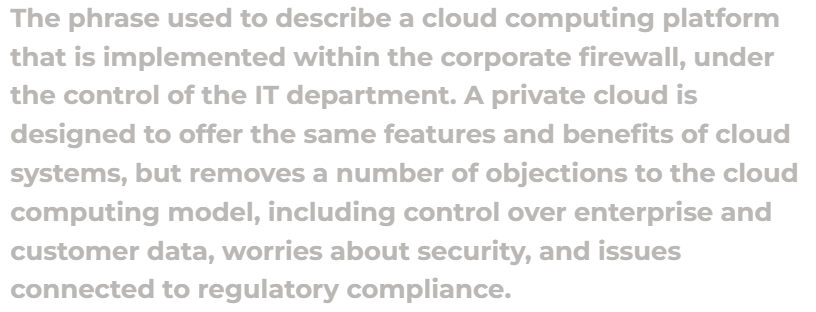 The phrase used to describe a cloud computing platform
that is implemented within the corporate firewall, under
the control of the IT department. A private cloud is
designed to offer the same features and benefits of cloud
systems, but removes a number of objections to the cloud
computing model, including control over enterprise and
customer data, worries about security, and issues
connected to regulatory compliance.